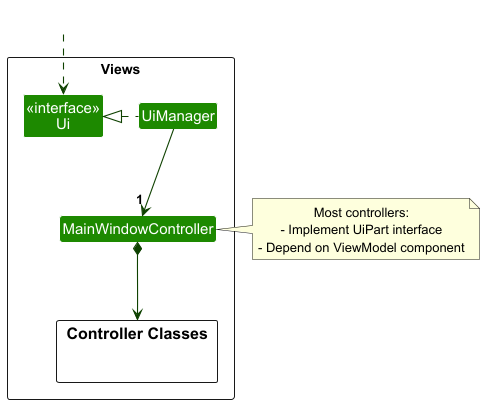 Views
«interface»
Ui
UiManager
1
MainWindowController
Most controllers:
- Implement UiPart interface
- Depend on ViewModel component
Controller Classes